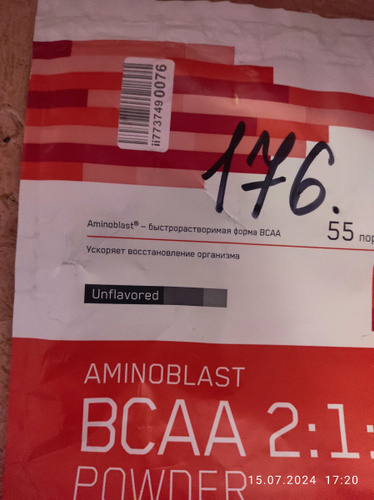 ii7737490076
176.
Aminoblast® – быстрорастворимая форма BCAA
55 пор
Ускоряет восстановление организма
Unflavored
AMINOBLAST
BCAA 2:1:
POWDER
15.07.2024 17:20